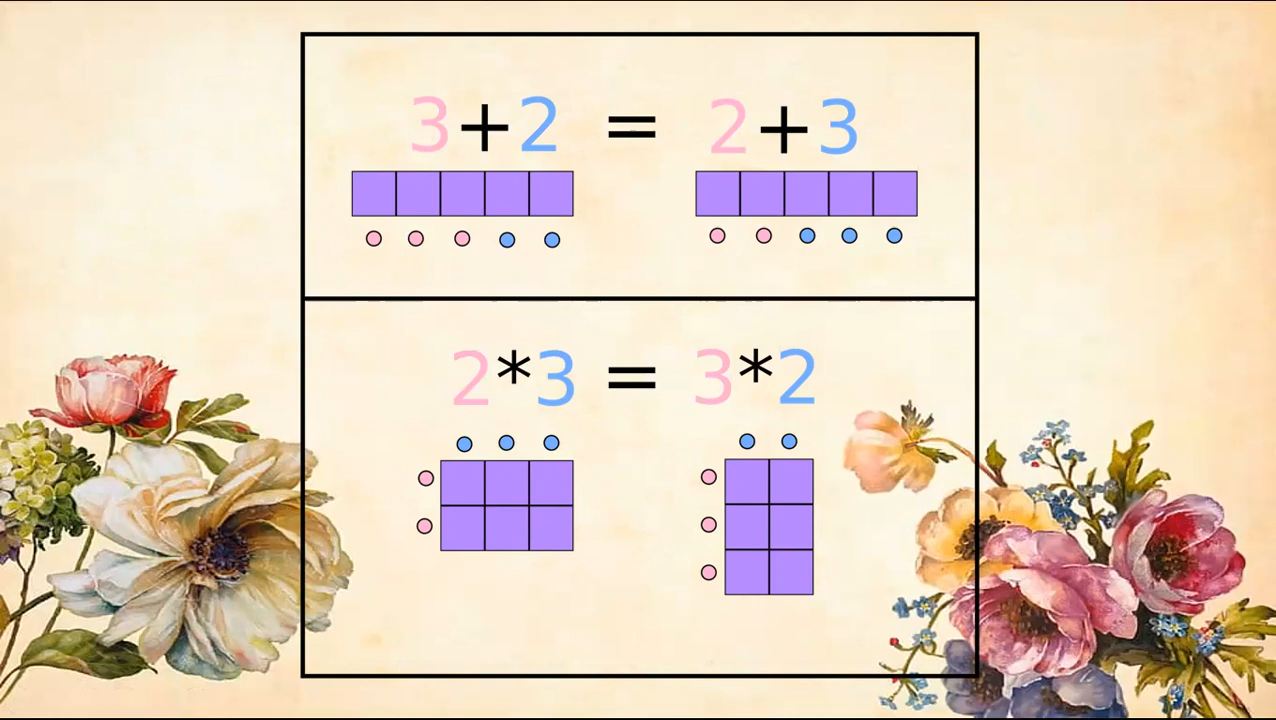 3+2 = 2+3
2*3 = 3*2